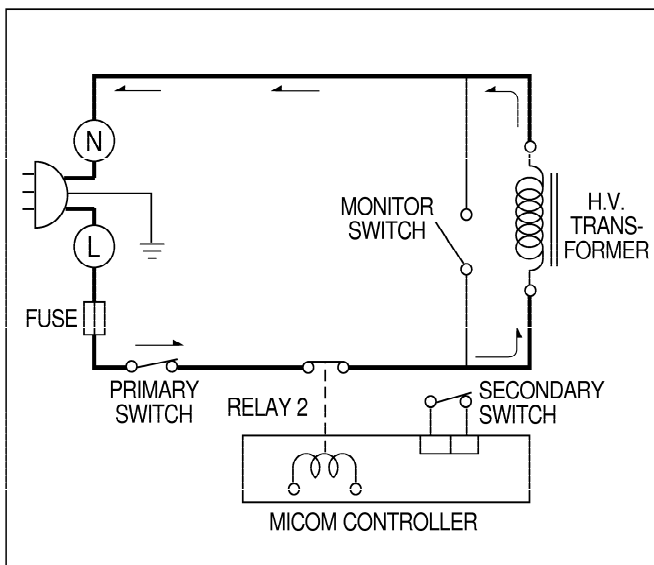 N
MONITOR
SWITCH
H.V.
TRANS-
FORMER
L
FUSE
PRIMARY
SWITCH
RELAY 2
SECONDARY
SWITCH
MICOM CONTROLLER